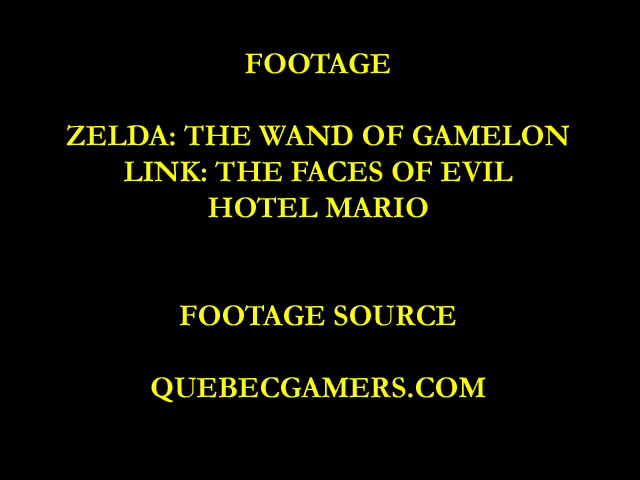 FOOTAGE
ZELDA: THE WAND OF GAMELON
LINK: THE FACES OF EVIL
HOTEL MARIO
FOOTAGE SOURCE
QUEBECGAMERS.COM